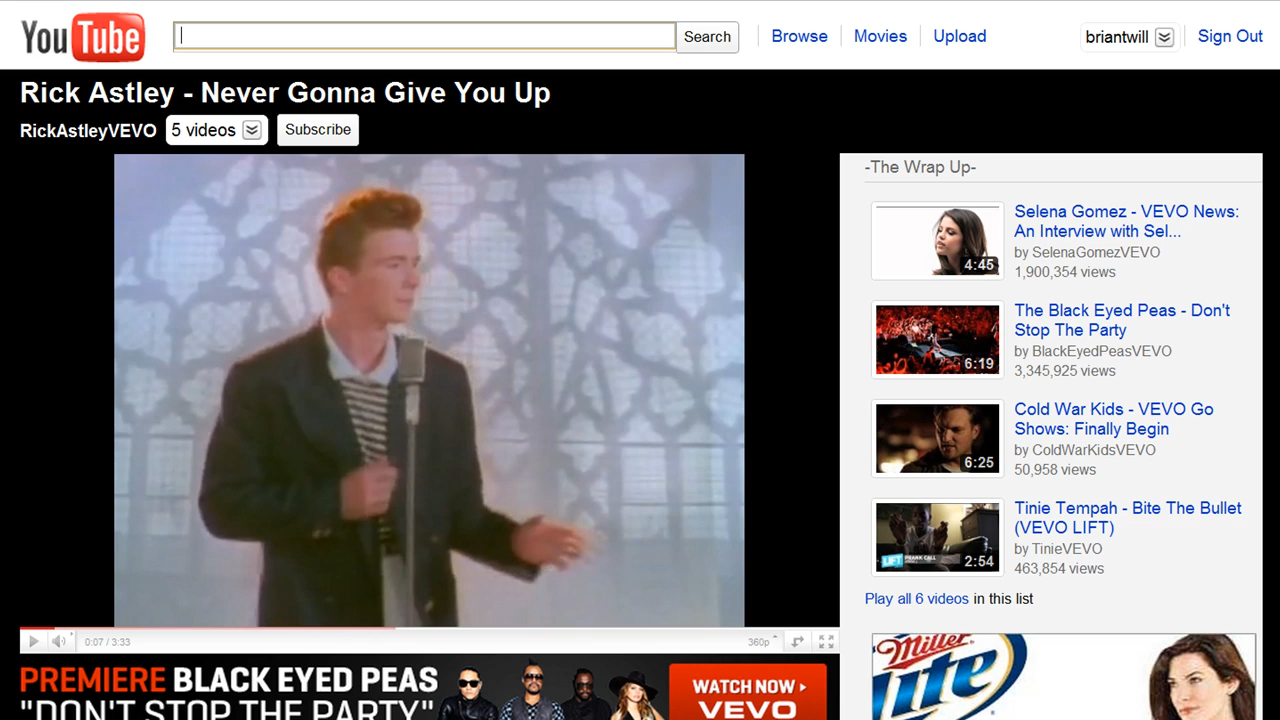 YouTube
Search
Browse
Movies
Upload
briantwill
Sign Out
Rick Astley - Never Gonna Give You Up
RickAstleyVEVO
5 videos
Subscribe
-The Wrap Up-
4:45
Selena Gomez - VEVO News:
An Interview with Sel...
by SelenaGomezVEVO
1,900,354 views
6:19
The Black Eyed Peas - Don't
Stop The Party
by BlackEyedPeasVEVO
3,345,925 views
6:25
Cold War Kids - VEVO Go
Shows: Finally Begin
by ColdWarKidsVEVO
50,958 views
LIFT
PRANK CALL
2:54
Tinie Tempah - Bite The Bullet
(VEVO LIFT)
by TinieVEVO
463,854 views
Play all 6 videos in this list
0:07 / 3:33
360p
PREMIERE BLACK EYED PEAS
"DON'T STOP THE PARTY"
WATCH NOW
VEVO
Miller
Lite